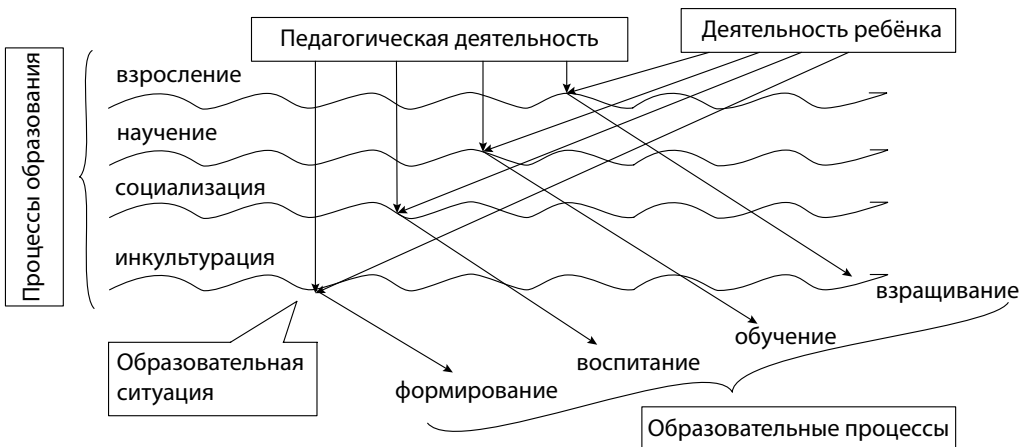 Педагогическая деятельность
Деятельность ребёнка
Процессы образования
взросление
научение
социализация
инкультурация
взращивание
обучение
воспитание
формирование
Образовательная
ситуация
Образовательные процессы